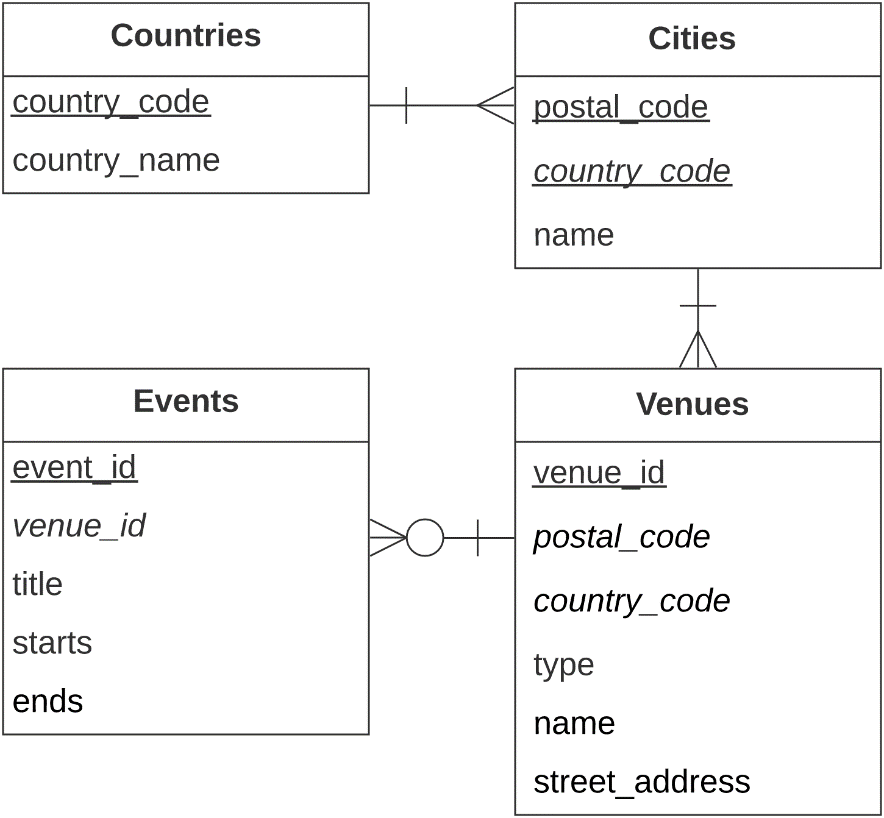 Countries
country_code
country_name
Cities
postal_code
country_code
name
Events
event_id
venue_id
title
starts
ends
Venues
venue_id
postal_code
country_code
type
name
street_address